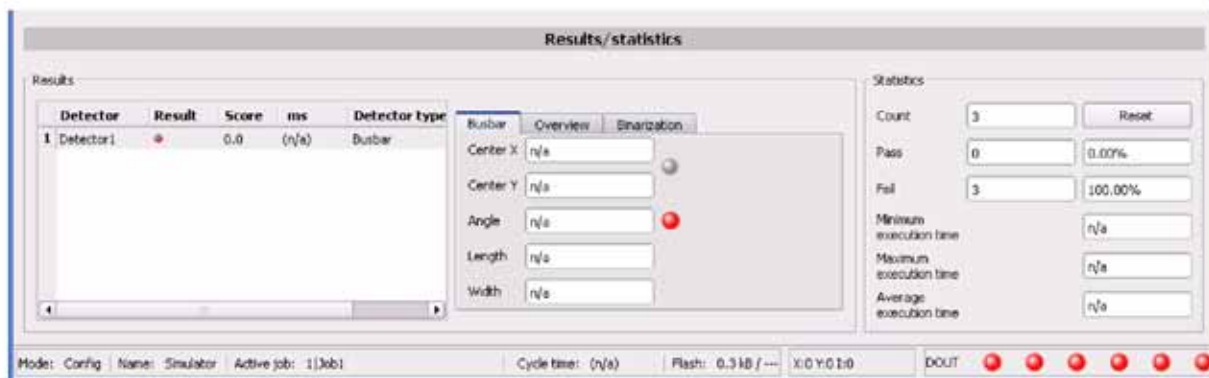 Results/statistics
Results
Detector Result Score ms Detector type
1 Detector1 0.0 (n/a) Busbar
Busbar Overview Binarization
Center X n/a
Center Y n/a
Angle n/a
Length n/a
Width n/a
Statistics
Count 3 Reset
Pass 0 0.00%
Fail 3 100.00%
Minimum
execution time n/a
Maximum
execution time n/a
Average
execution time n/a
Mode: Config Name: Simulator Active job: 1|Job1 Cycle time: (n/a) Flash: 0.3 kB / --- X:0 Y:0 I:0 DOUT